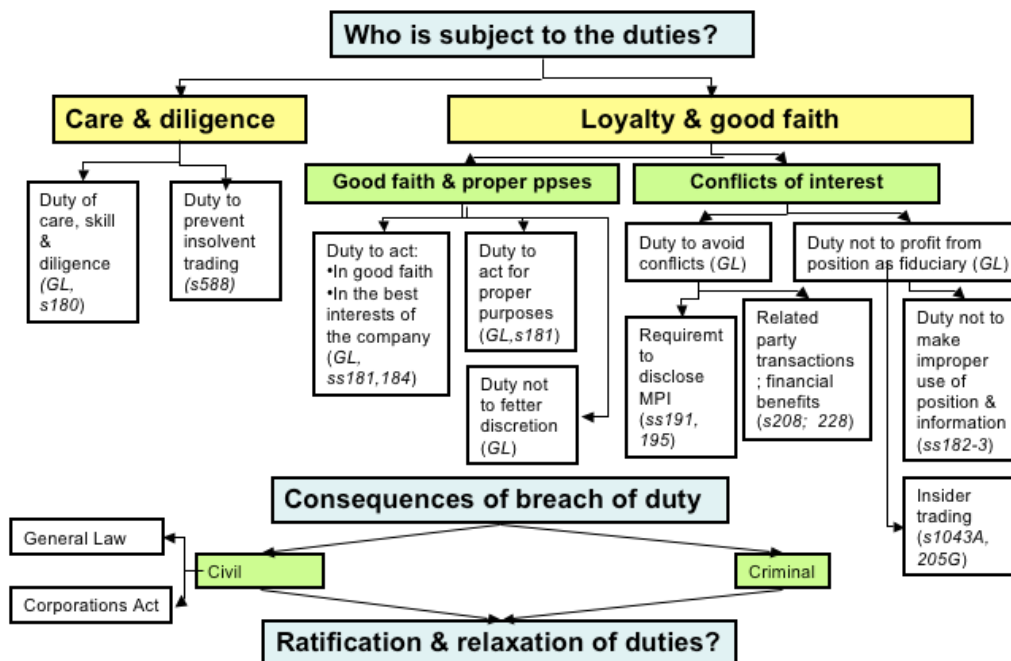 Who is subject to the duties?
Care & diligence
Loyalty & good faith
Good faith & proper ppses
Conflicts of interest
Duty of
care, skill
&
diligence
(GL,
s180)
Duty to
prevent
insolvent
trading
(s588)
Duty to act:
•In good faith
•In the best
interests of
the company
(GL,
ss181,184)
Duty to
act for
proper
purposes
(GL,s181)
Duty not
to fetter
discretion
(GL)
Duty to avoid
conflicts (GL)
Duty not to profit from
position as fiduciary (GL)
Requiremt
to
disclose
MPI
(ss191,
195)
Related
party
transactions
; financial
benefits
(s208; 228)
Duty not to
make
improper
use of
position &
information
(ss182-3)
Insider
trading
(s1043A,
205G)
Consequences of breach of duty
General Law
Corporations Act
Civil
Criminal
Ratification & relaxation of duties?